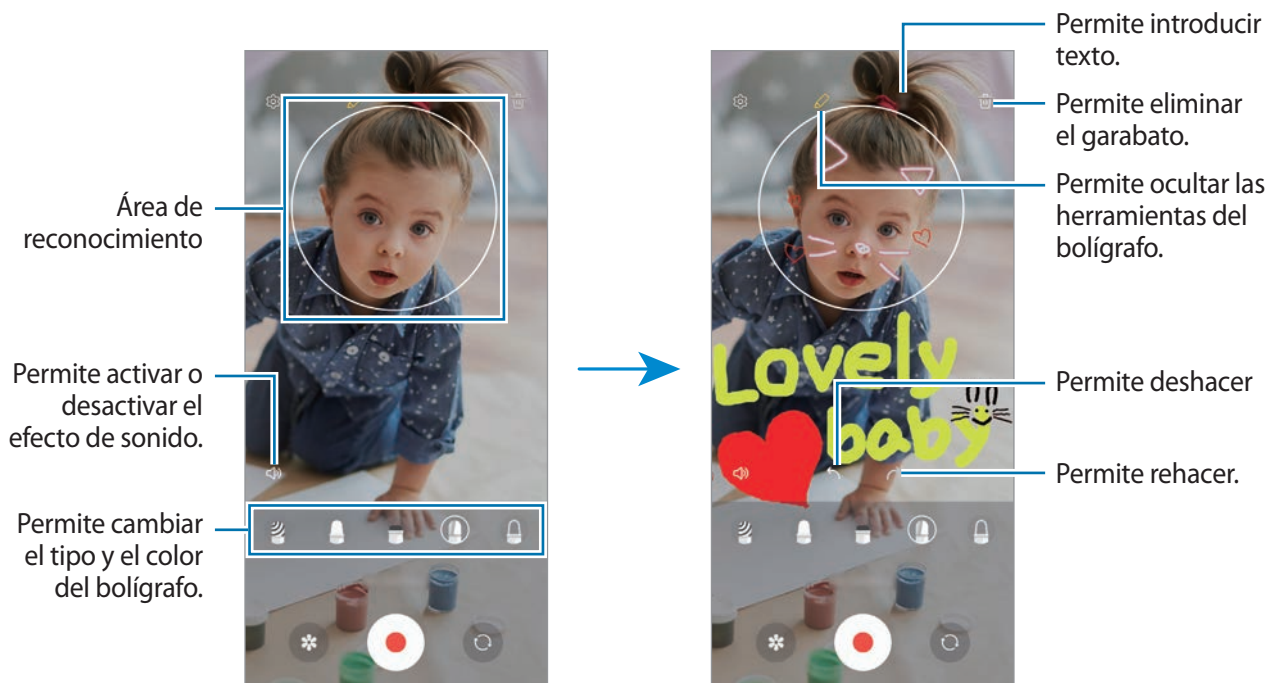 Área de
reconocimiento
Permite activar o
desactivar el
efecto de sonido.
Permite cambiar
el tipo y el color
del bolígrafo.
Lovely
baby
Permite introducir
texto.
Permite eliminar
el garabato.
Permite ocultar las
herramientas del
bolígrafo.
Permite deshacer
Permite rehacer.